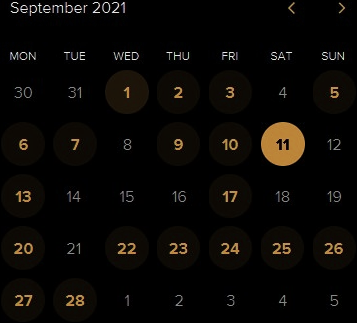 September 2021
MON TUE WED THU FRI SAT SUN
30 31 1 2 3 4 5
6 7 8 9 10 11 12
13 14 15 16 17 18 19
20 21 22 23 24 25 26
27 28 1 2 3 4 5